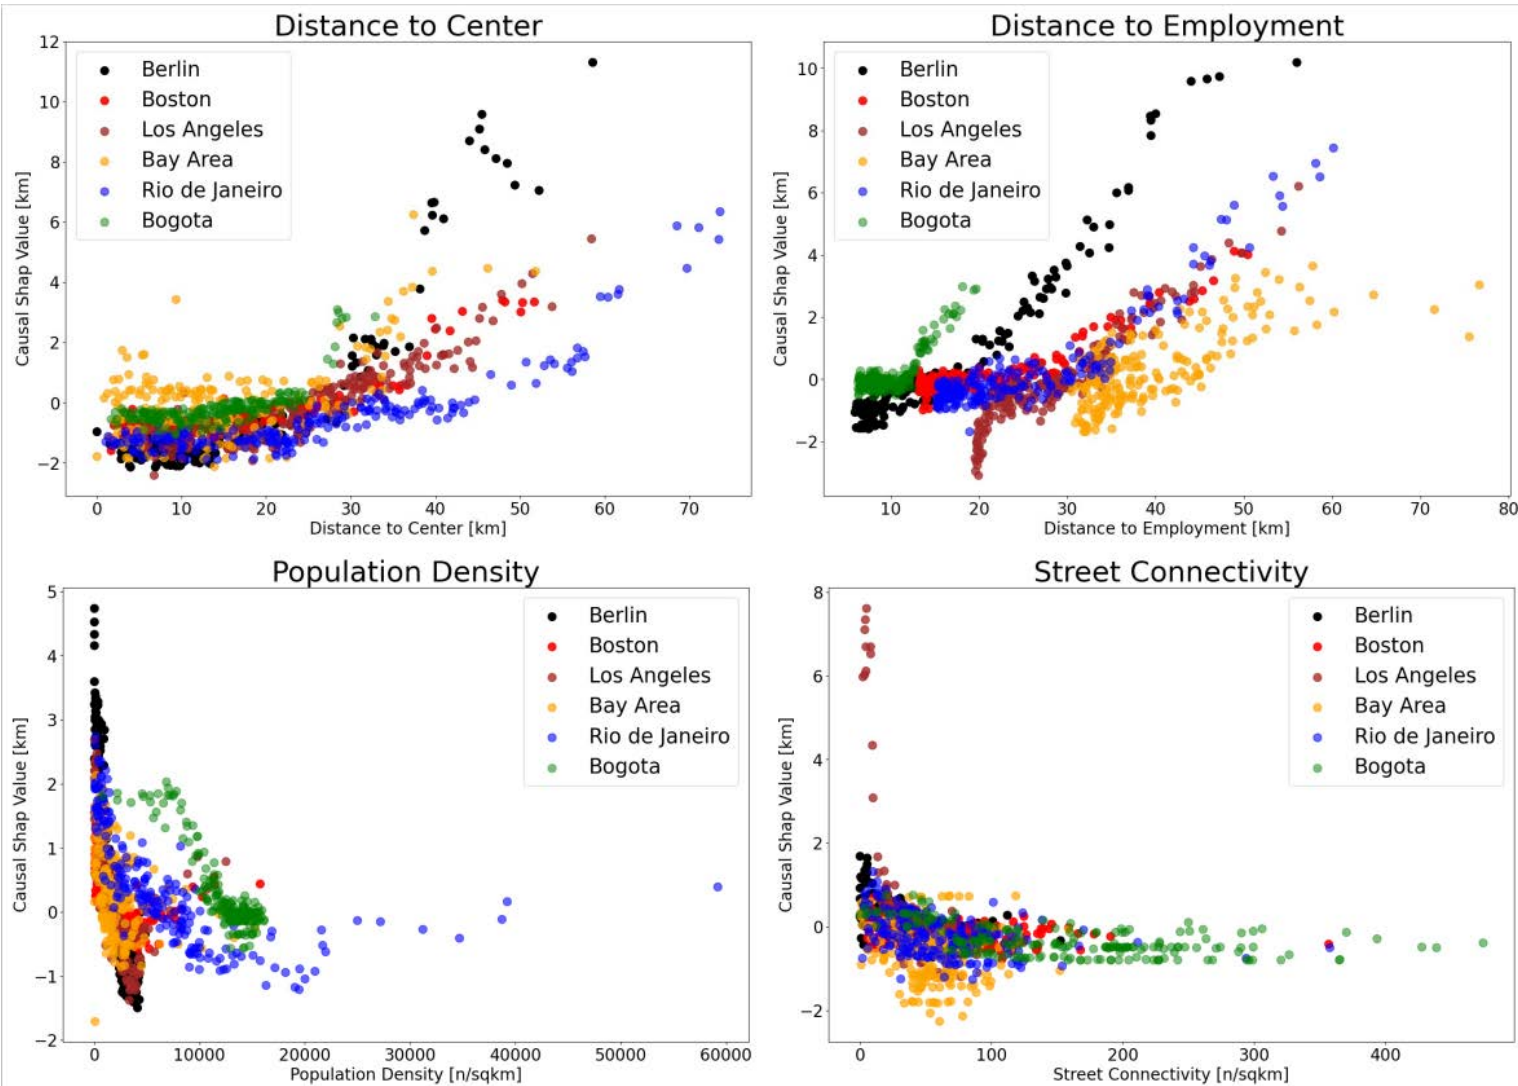 Distance to Center
12
10
8
6
4
2
0
−2
Causal Shap Value [km]
Berlin
Boston
Los Angeles
Bay Area
Rio de Janeiro
Bogota
0 10 20 30 40 50 60 70
Distance to Center [km]
Distance to Employment
10
8
6
4
2
0
−2
Causal Shap Value [km]
Berlin
Boston
Los Angeles
Bay Area
Rio de Janeiro
Bogota
10 20 30 40 50 60 70 80
Distance to Employment [km]
Population Density
5
4
3
2
1
0
−1
−2
Causal Shap Value [km]
Berlin
Boston
Los Angeles
Bay Area
Rio de Janeiro
Bogota
0 10000 20000 30000 40000 50000 60000
Population Density [n/sqkm]
Street Connectivity
8
6
4
2
0
−2
Causal Shap Value [km]
Berlin
Boston
Los Angeles
Bay Area
Rio de Janeiro
Bogota
0 100 200 300 400
Street Connectivity [n/sqkm]